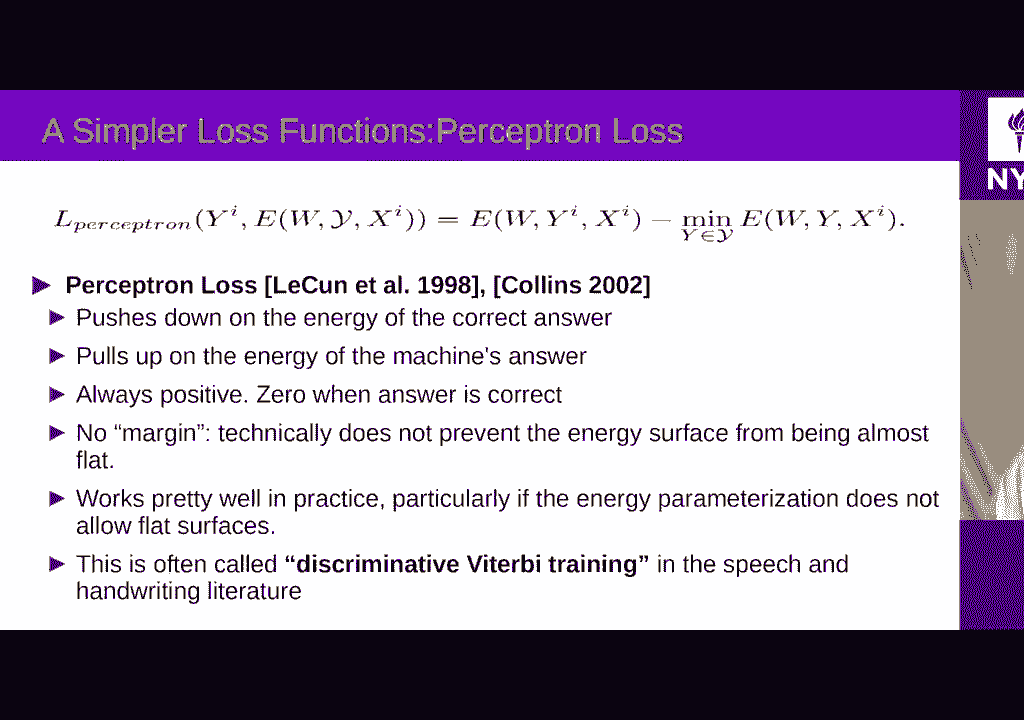 A Simpler Loss Functions:Perceptron Loss
NY
L_{perceptron}(Y^i, E(W, 𝒴, X^i)) = E(W, Y^i, X^i) − min_{Y∈𝒴} E(W, Y, X^i).
► Perceptron Loss [LeCun et al. 1998], [Collins 2002]
► Pushes down on the energy of the correct answer
► Pulls up on the energy of the machine's answer
► Always positive. Zero when answer is correct
► No “margin”: technically does not prevent the energy surface from being almost
flat.
► Works pretty well in practice, particularly if the energy parameterization does not
allow flat surfaces.
► This is often called “discriminative Viterbi training” in the speech and
handwriting literature